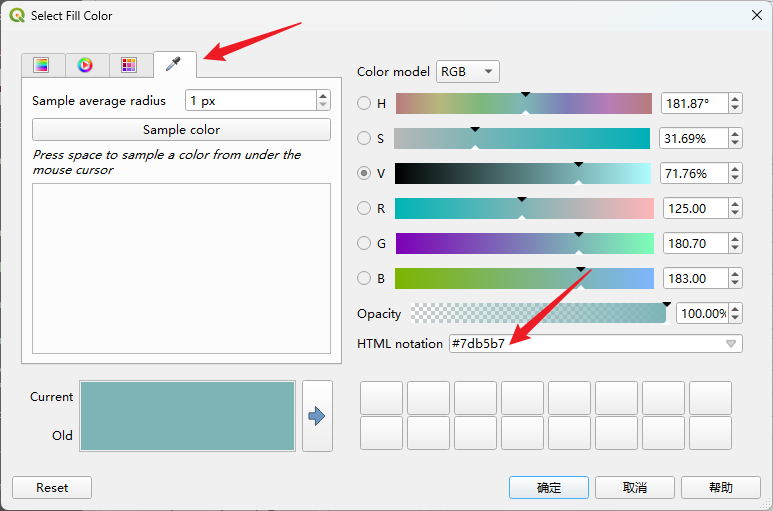 Select Fill Color
Color model RGB
Sample average radius 1 px
Sample color
Press space to sample a color from under the
mouse cursor
H 181.87°
S 31.69%
V 71.76%
R 125.00
G 180.70
B 183.00
Opacity 100.00%
HTML notation #7db5b7
Current
Old
Reset
确定
取消
帮助